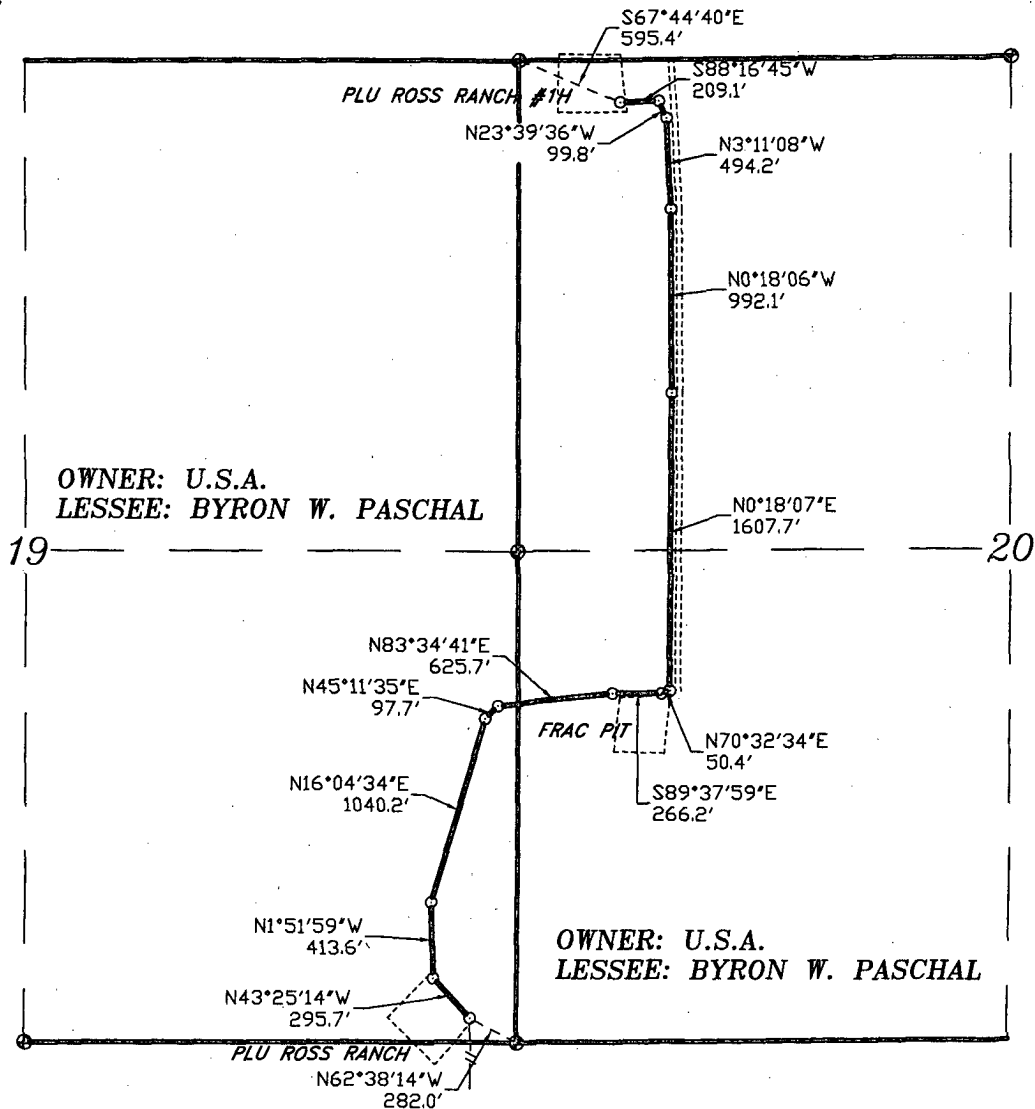 S67°44'40"E
595.4'
S88°16'45"W
209.1'
PLU ROSS RANCH #1H
N23°39'36"W
99.8'
N3°11'08"W
494.2'
N0°18'06"W
992.1'
OWNER: U.S.A.
LESSEE: BYRON W. PASCHAL
N0°18'07"E
1607.7'
19
20
N83°34'41"E
625.7'
N45°11'35"E
97.7'
FRAC PIT
N70°32'34"E
50.4'
S89°37'59"E
266.2'
N16°04'34"E
1040.2'
N1°51'59"W
413.6'
OWNER: U.S.A.
LESSEE: BYRON W. PASCHAL
N43°25'14"W
295.7'
PLU ROSS RANCH
N62°38'14"W
282.0'